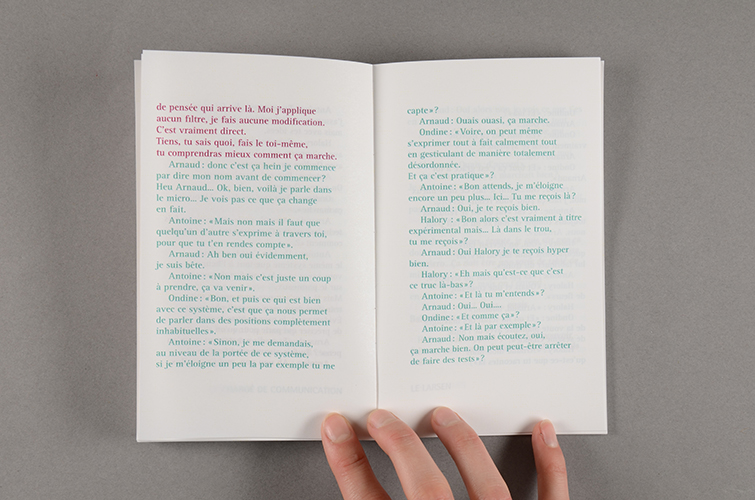 de pensée qui arrive là. Moi j'applique
aucun filtre, je fais aucune modification.
C'est vraiment direct.
Tiens, tu sais quoi, fais le toi-même,
tu comprendras mieux comment ça marche.
Arnaud : donc c'est ça hein je commence
par dire mon nom avant de commencer ?
Heu Arnaud... Ok, bien, voilà je parle dans
le micro... Je vois pas ce que ça change
en fait.
Antoine : « Mais non mais il faut que
quelqu'un d'autre s'exprime à travers toi,
pour que tu t'en rendes compte ».
Arnaud : Ah ben oui évidemment,
je suis bête.
Antoine : « Non mais c'est juste un coup
à prendre, ça va venir ».
Ondine : « Bon, et puis ce qui est bien
avec ce système, c'est que ça nous permet
de parler dans des positions complètement
inhabituelles ».
Antoine : « Sinon, je me demandais,
au niveau de la portée de ce système,
si je m'éloigne un peu la par exemple tu me
capte » ?
Arnaud : Ouais ouasi, ça marche.
Ondine : « Voire, on peut même
s'exprimer tout à fait calmement tout
en gesticulant de manière totalement
désordonnée.
Et ça c'est pratique » ?
Antoine : « Bon attends, je m'éloigne
encore un peu plus... Ici... Tu me reçois là ?
Arnaud : Oui, je te reçois bien.
Halory : « Bon alors c'est vraiment à titre
expérimental mais... Là dans le trou,
tu me reçois » ?
Arnaud : Oui Halory je te reçois hyper
bien.
Halory : « Eh mais qu'est-ce que c'est
ce truc là-bas » ?
Antoine : « Et là tu m'entends » ?
Arnaud : Oui... Oui....
Ondine : « Et comme ça » ?
Antoine : « Et là par exemple » ?
Arnaud : Non mais écoutez, oui,
ça marche bien. On peut peut-être arrêter
de faire des tests » ?